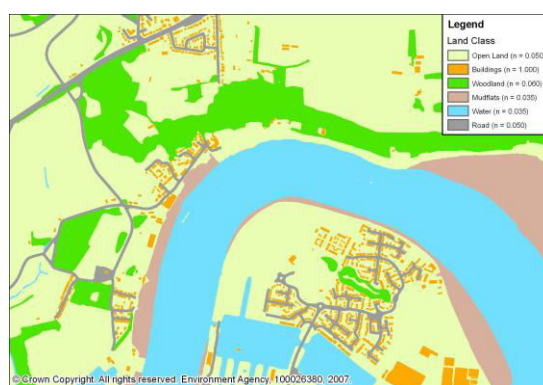 Legend
Land Class
Open Land (n = 0.050)
Buildings (n = 1.000)
Woodland (n = 0.060)
Mudflats (n = 0.035)
Water (n = 0.035)
Road (n = 0.050)
© Crown Copyright. All rights reserved. Environment Agency, 100026380, 2007.